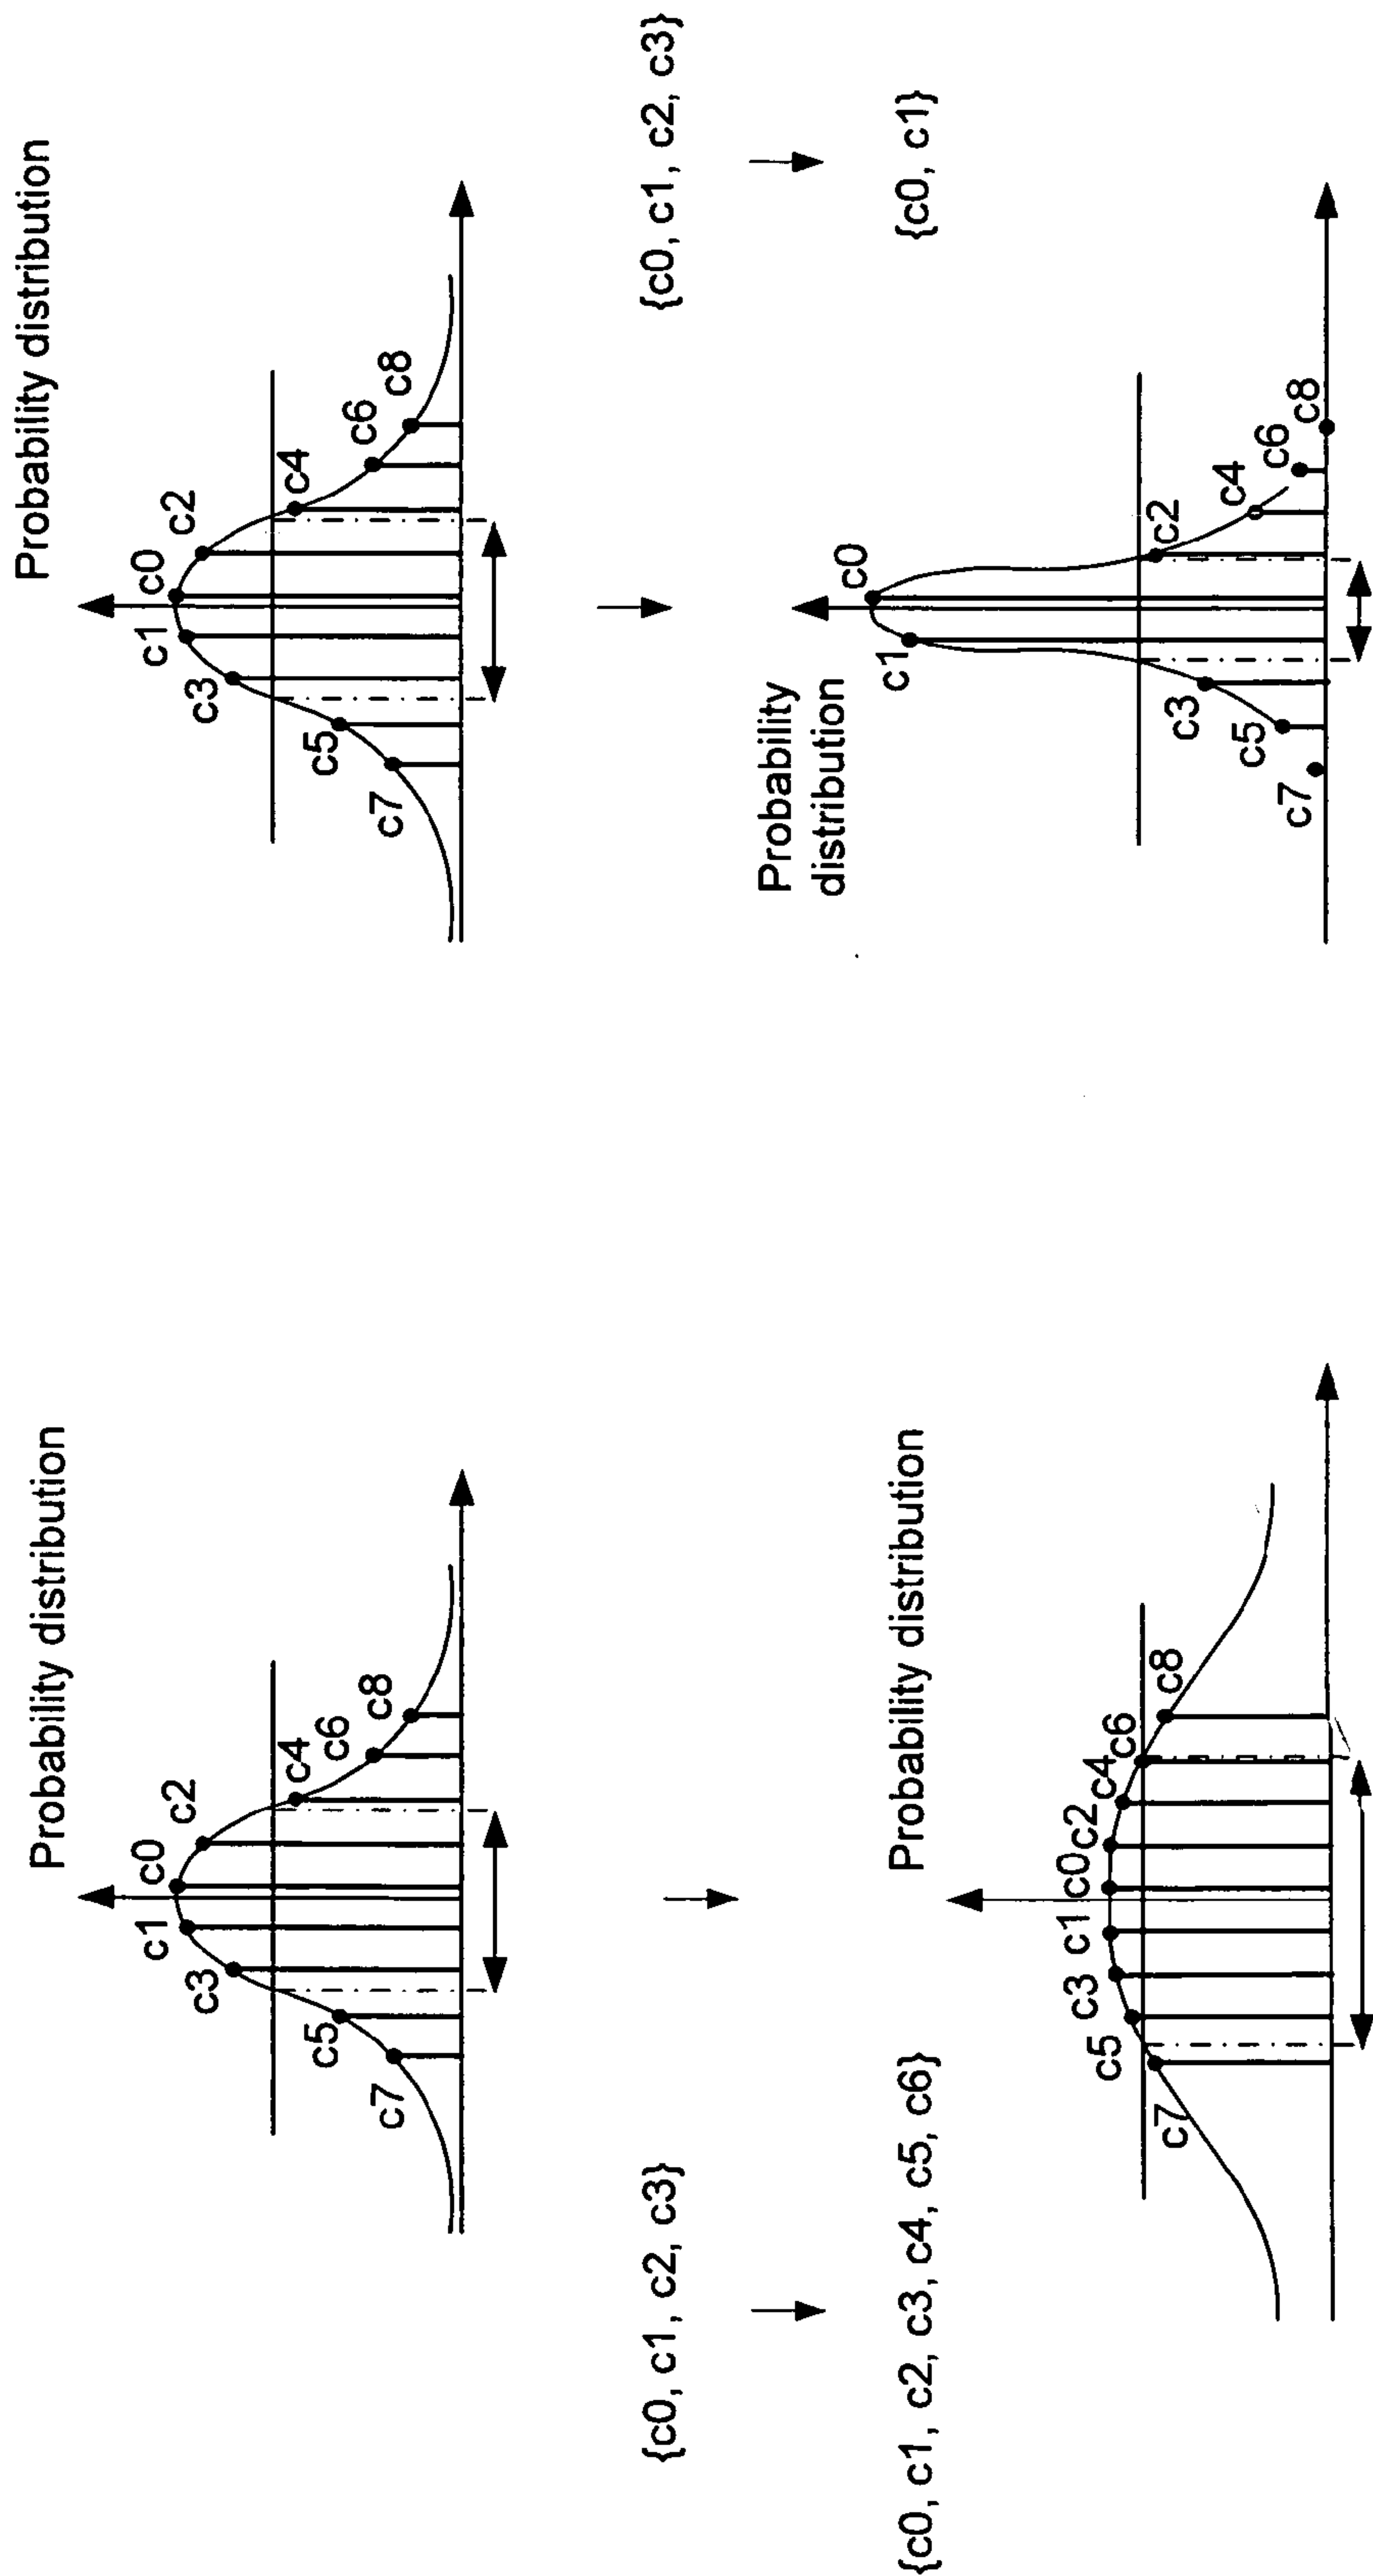 Probability distribution
c1 c0
c2
c3
c4
c5
c6
c8
c7
{c0, c1, c2, c3}
{c0, c1, c2, c3, c4, c5, c6}
Probability distribution
c3 c1 c0 c2
c5 c4 c6
c7 c8
Probability distribution
c1 c0
c2
c3
c4
c5
c6
c8
c7
{c0, c1, c2, c3}
{c0, c1}
Probability
distribution
c0
c1
c2
c3
c4
c5
c6
c7
c8